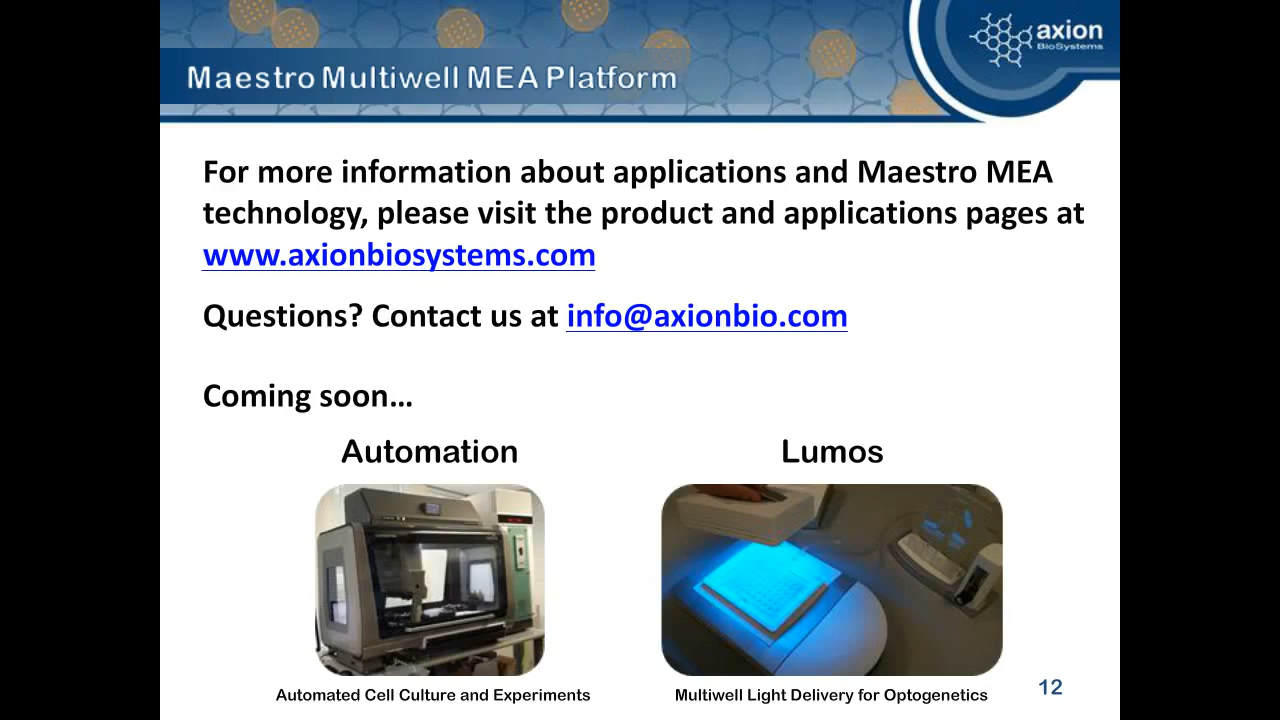 axion
BioSystems
Maestro Multiwell MEA Platform
For more information about applications and Maestro MEA
technology, please visit the product and applications pages at
www.axionbiosystems.com
Questions? Contact us at info@axionbio.com
Coming soon…
Automation
Lumos
Automated Cell Culture and Experiments
Multiwell Light Delivery for Optogenetics
12